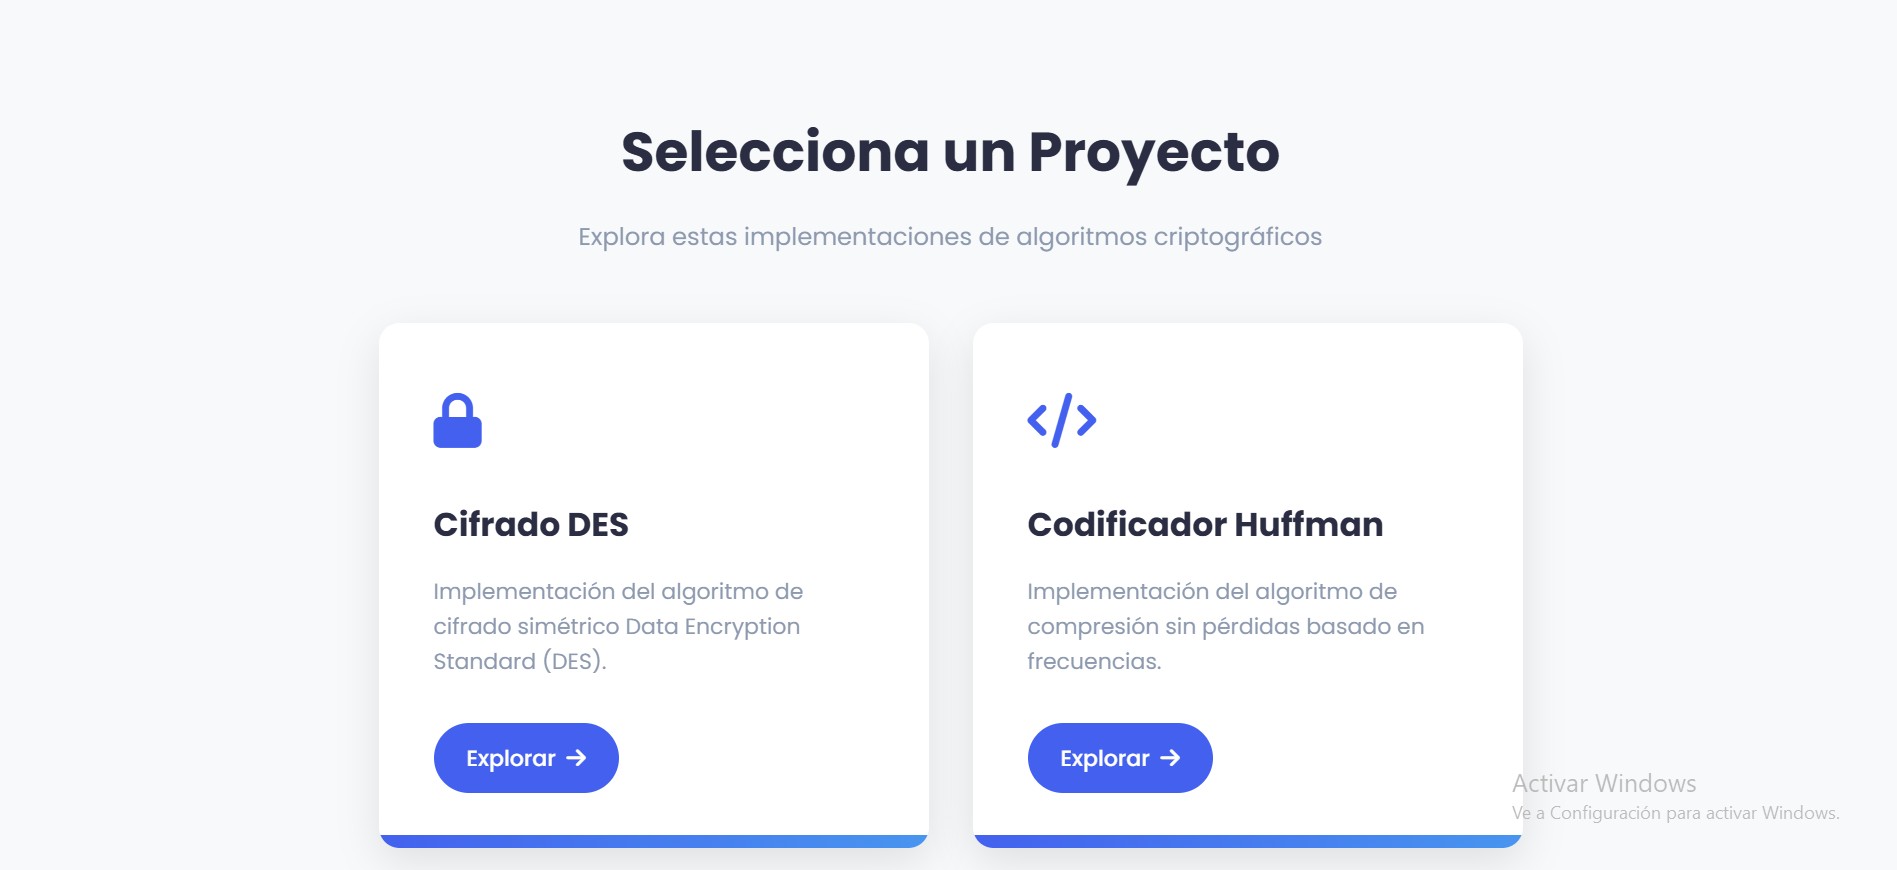 Selecciona un Proyecto
Explora estas implementaciones de algoritmos criptográficos
Cifrado DES
Implementación del algoritmo de
cifrado simétrico Data Encryption
Standard (DES).
Explorar
Codificador Huffman
Implementación del algoritmo de
compresión sin pérdidas basado en
frecuencias.
Explorar
Activar Windows
Ve a Configuración para activar Windows.